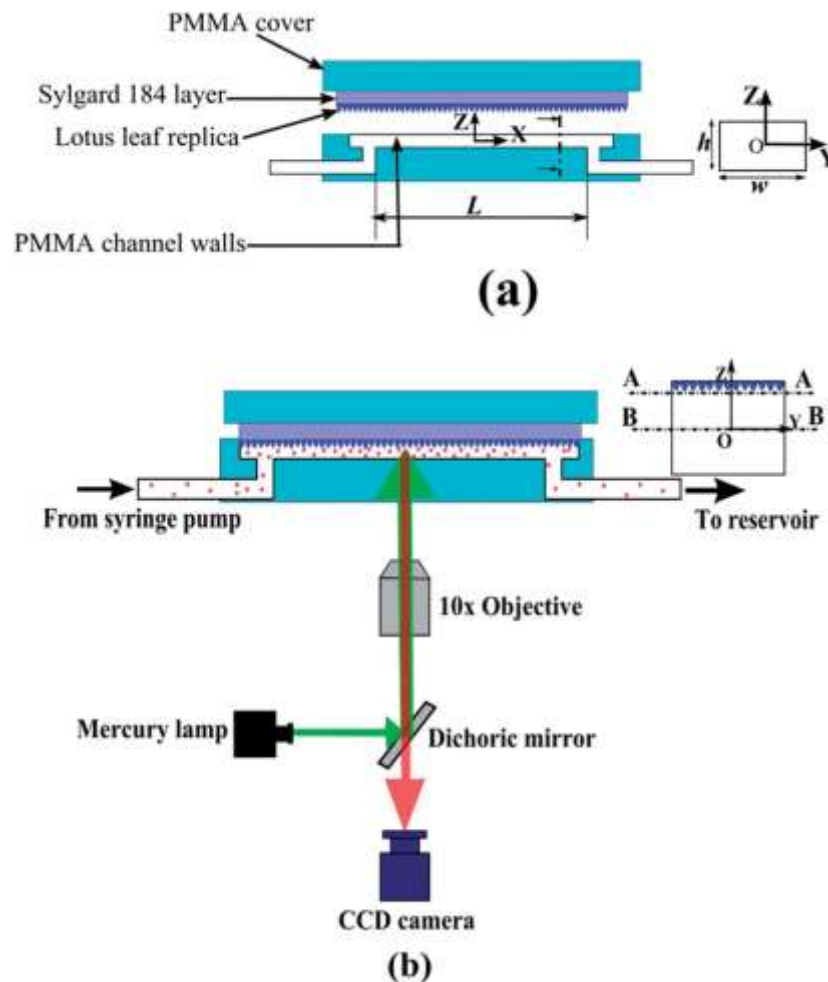 PMMA cover
Sylgard 184 layer
Lotus leaf replica
Z
X
Z
h
O
Y
w
L
PMMA channel walls
(a)
A Z A
B B
Y
O
From syringe pump
To reservoir
10x Objective
Mercury lamp
Dichoric mirror
CCD camera
(b)